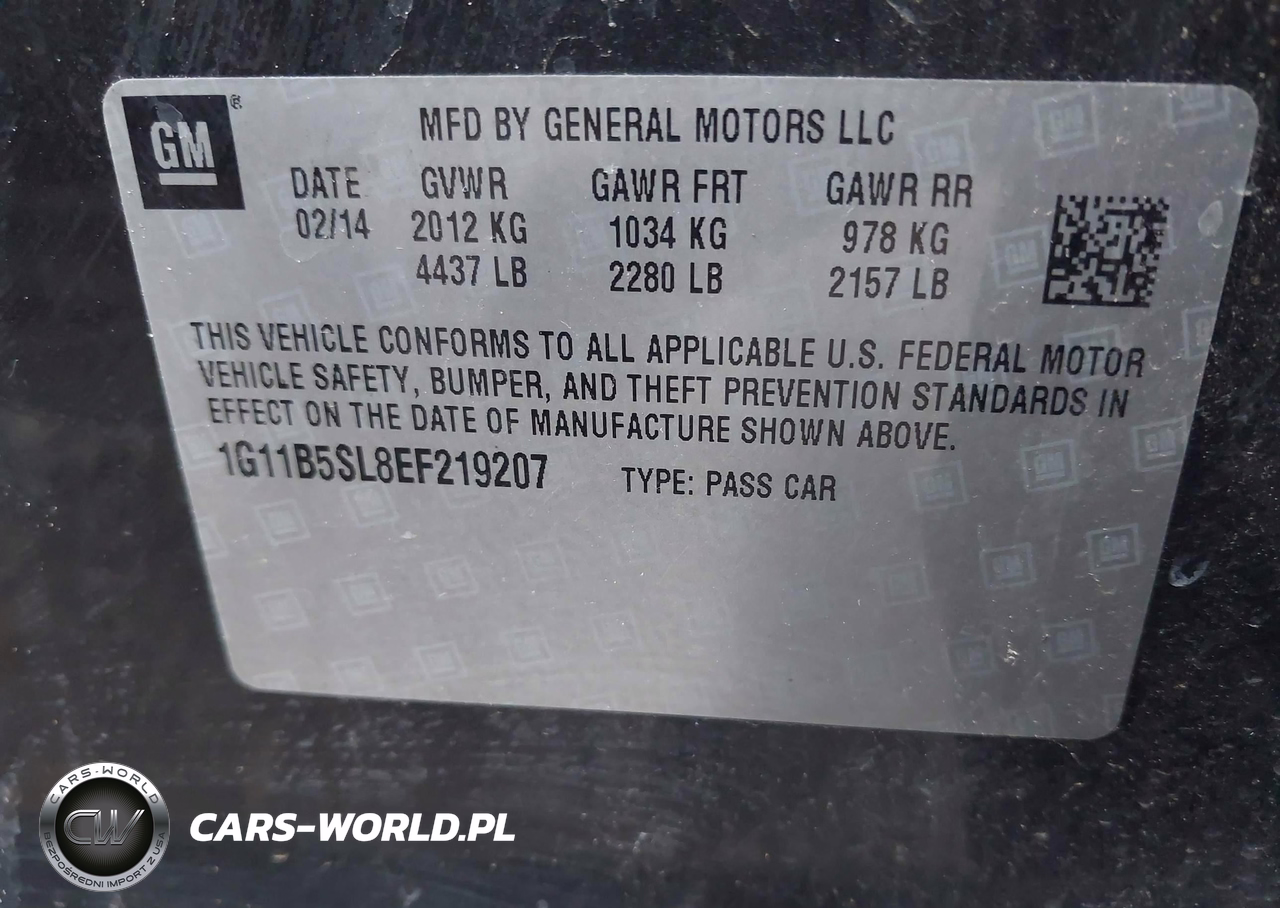 GM ®
MFD BY GENERAL MOTORS LLC
DATE GVWR GAWR FRT GAWR RR
02/14 2012 KG 1034 KG 978 KG
4437 LB 2280 LB 2157 LB
THIS VEHICLE CONFORMS TO ALL APPLICABLE U.S. FEDERAL MOTOR
VEHICLE SAFETY, BUMPER, AND THEFT PREVENTION STANDARDS IN
EFFECT ON THE DATE OF MANUFACTURE SHOWN ABOVE.
1G11B5SL8EF219207 TYPE: PASS CAR
CARS-WORLD
CW
BEZPOŚREDNI IMPORT Z USA
CARS-WORLD.PL